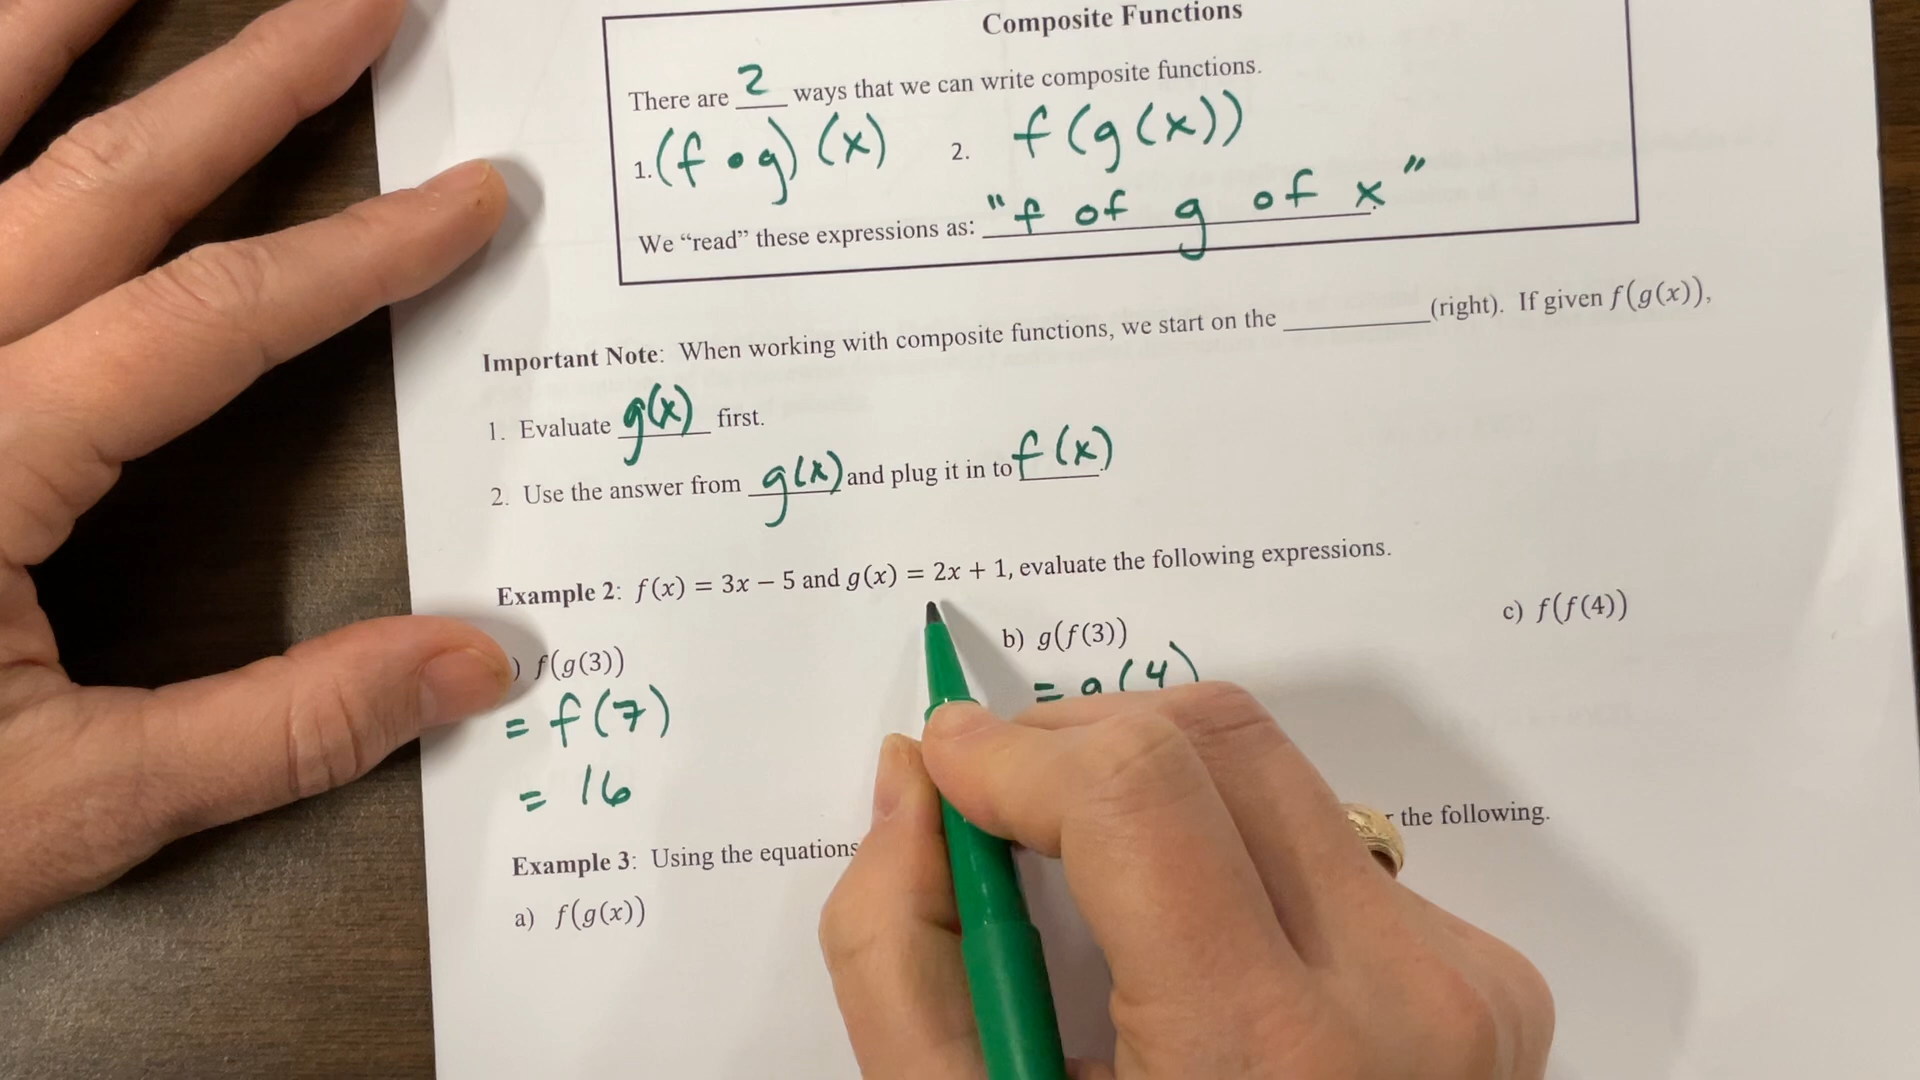 Composite Functions
There are 2 ways that we can write composite functions.
1. (f ∘ g) (x) 2. f (g (x))
We “read” these expressions as: "f of g of x".
Important Note: When working with composite functions, we start on the ________ (right). If given f(g(x)),
1. Evaluate g(x) first.
2. Use the answer from g(x) and plug it in to f (x).
Example 2: f(x) = 3x − 5 and g(x) = 2x + 1, evaluate the following expressions.
) f(g(3)) b) g(f(3)) c) f(f(4))
= f (7) = g (4)
= 16
Example 3: Using the equations the following.
a) f(g(x))